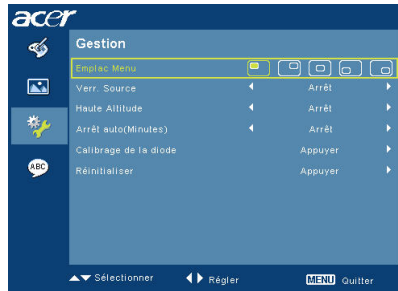 acer
Gestion
Emplac Menu
Verr. Source Arrêt
Haute Altitude Arrêt
Arrêt auto(Minutes) Arrêt
Calibrage de la diode Appuyer
Réinitialiser Appuyer
ABC
Sélectionner Régler MENU Quitter